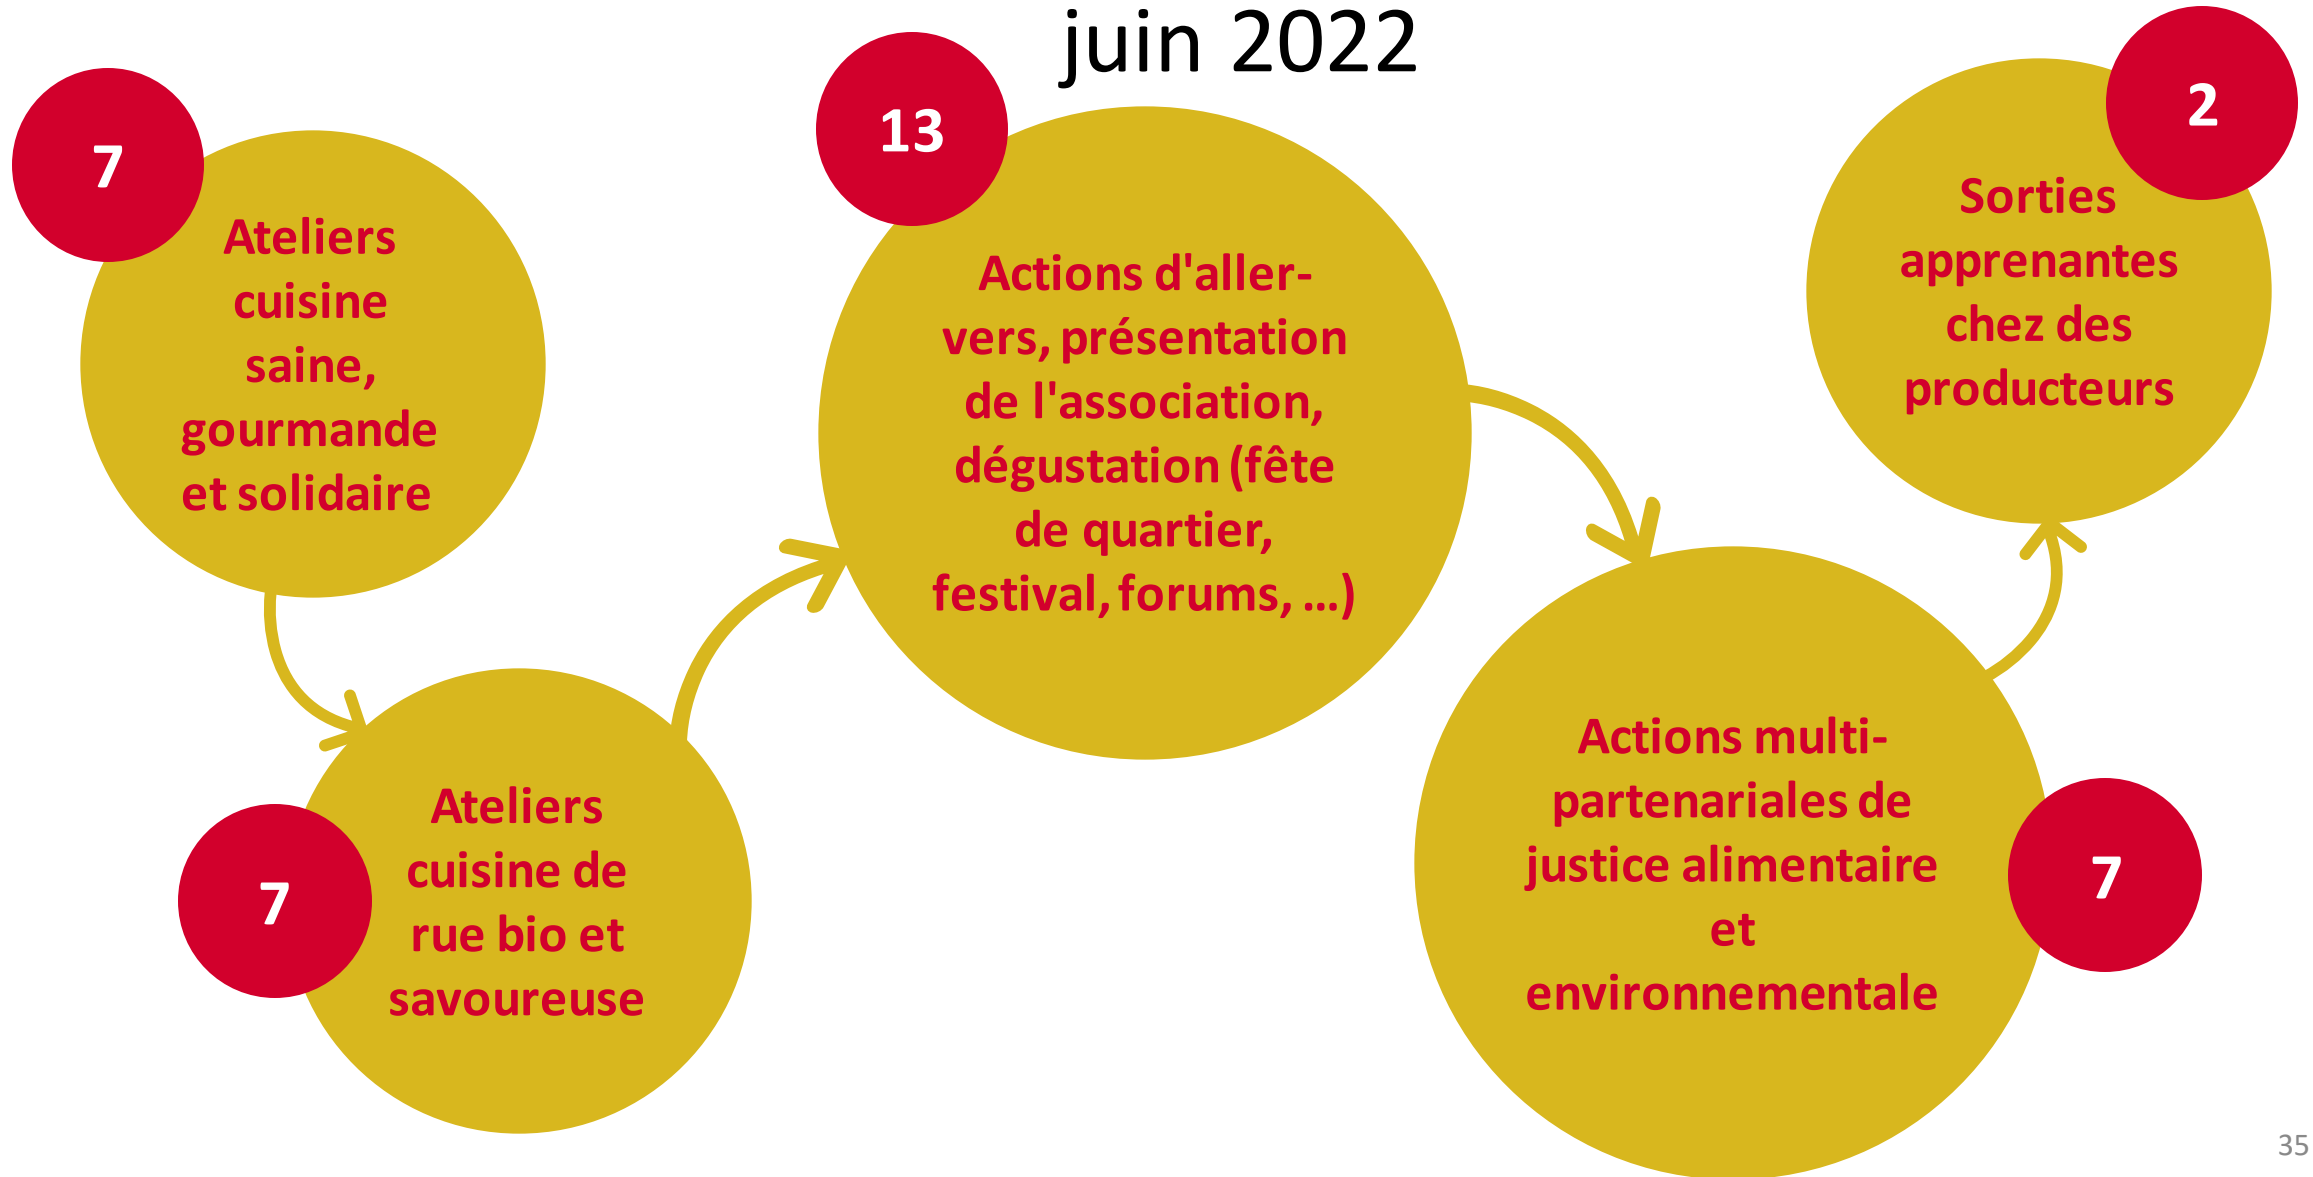 juin 2022
7
Ateliers
cuisine
saine,
gourmande
et solidaire
7
Ateliers
cuisine de
rue bio et
savoureuse
13
Actions d'aller-
vers, présentation
de l'association,
dégustation (fête
de quartier,
festival, forums, ...)
7
Actions multi-
partenariales de
justice alimentaire
et
environnementale
2
Sorties
apprenantes
chez des
producteurs
35